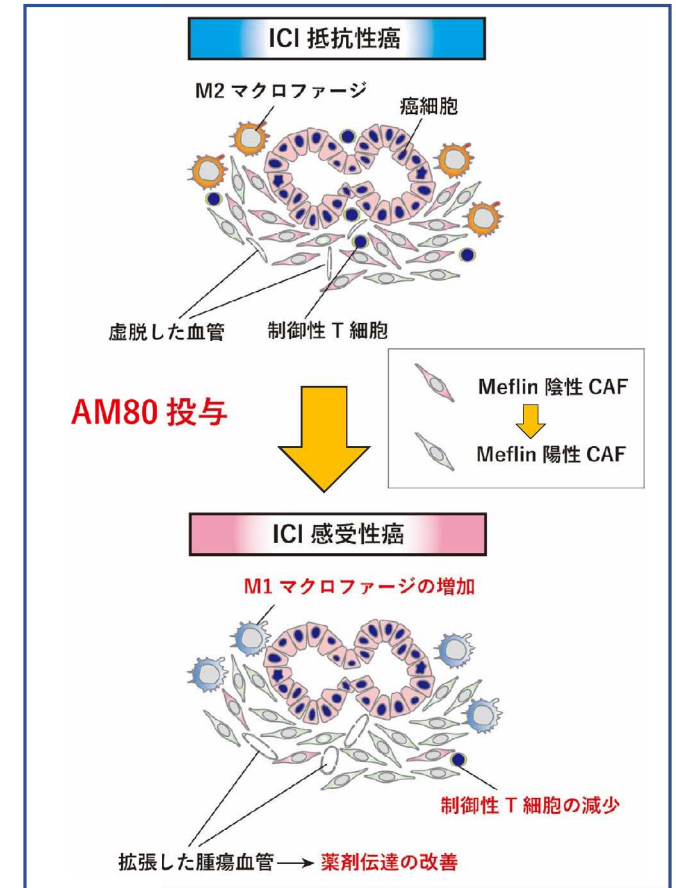 ICI 抵抗性癌
M2 マクロファージ
癌細胞
虚脱した血管
制御性 T 細胞
AM80 投与
Meflin 陰性 CAF
Meflin 陽性 CAF
ICI 感受性癌
M1 マクロファージの増加
制御性 T 細胞の減少
拡張した腫瘍血管 → 薬剤伝達の改善